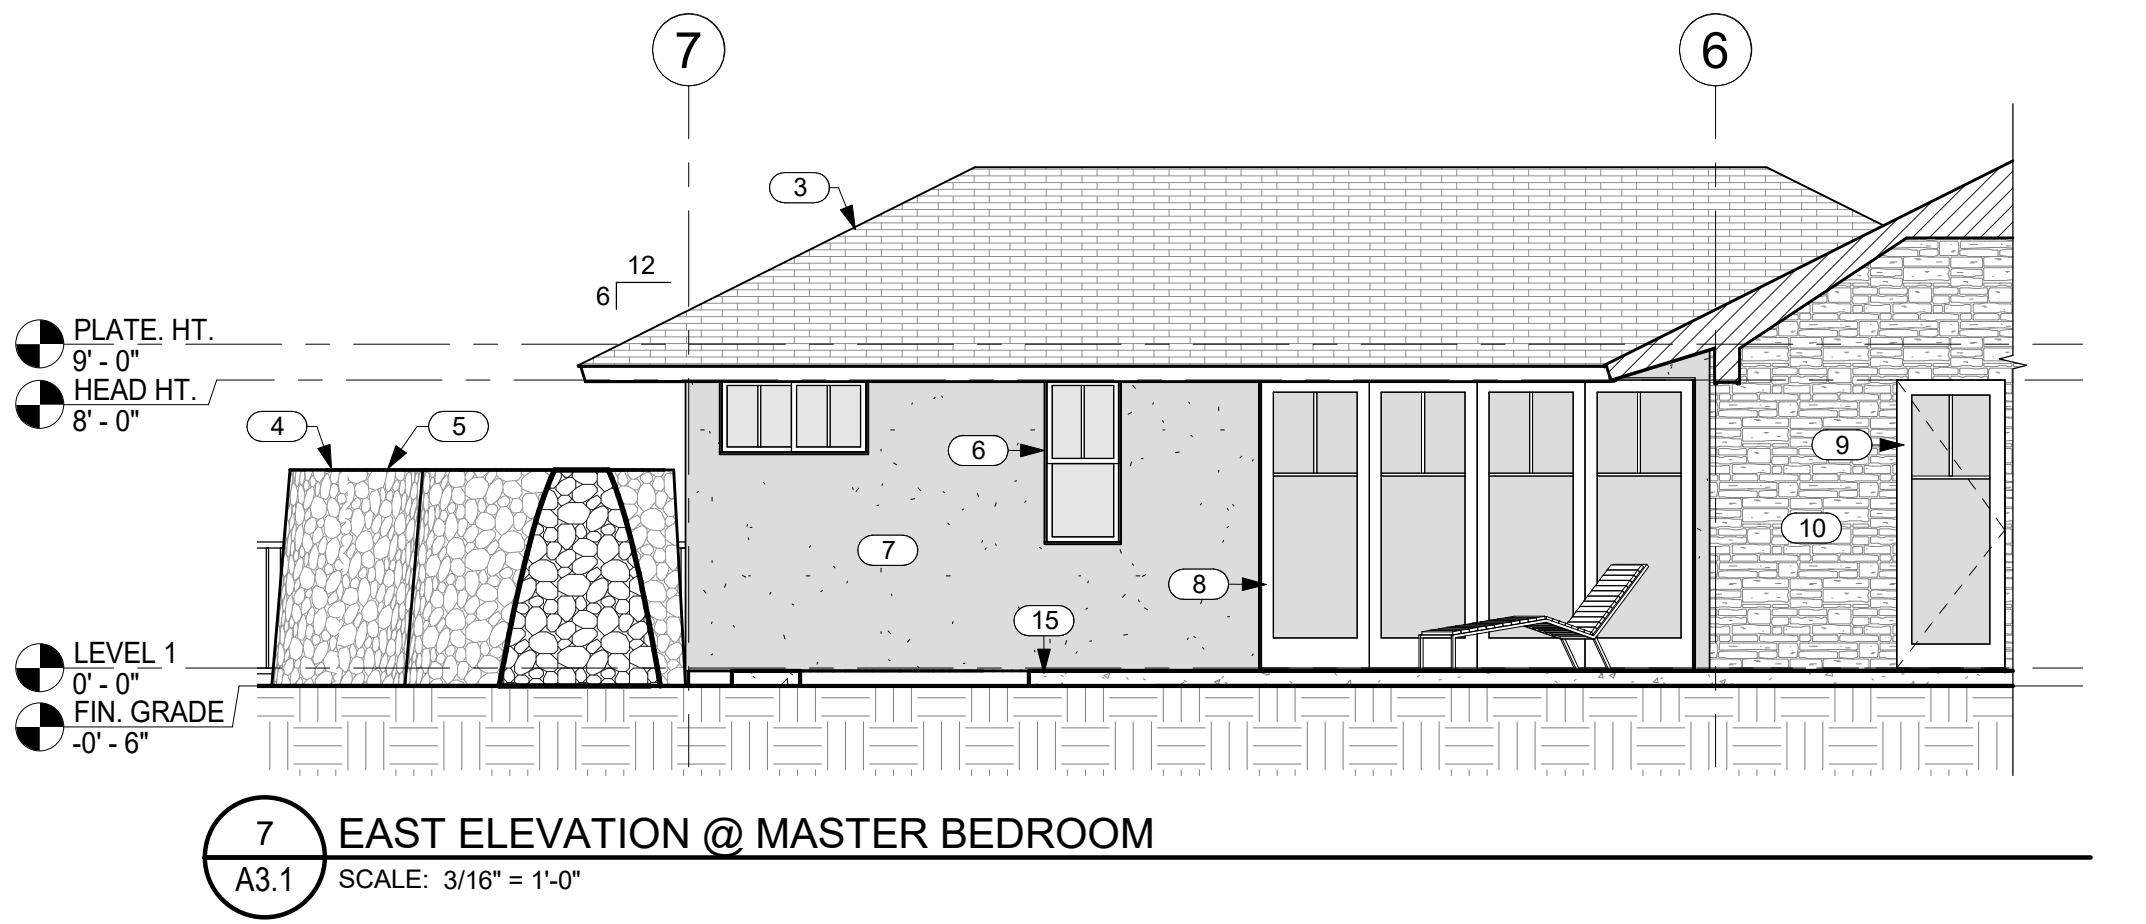 7
6
3
12
6
PLATE. HT.
9' - 0"
HEAD HT.
8' - 0"
4
5
6
9
10
7
8
15
LEVEL 1
0' - 0"
FIN. GRADE
-0' - 6"
7
EAST ELEVATION @ MASTER BEDROOM
A3.1
SCALE: 3/16" = 1'-0"